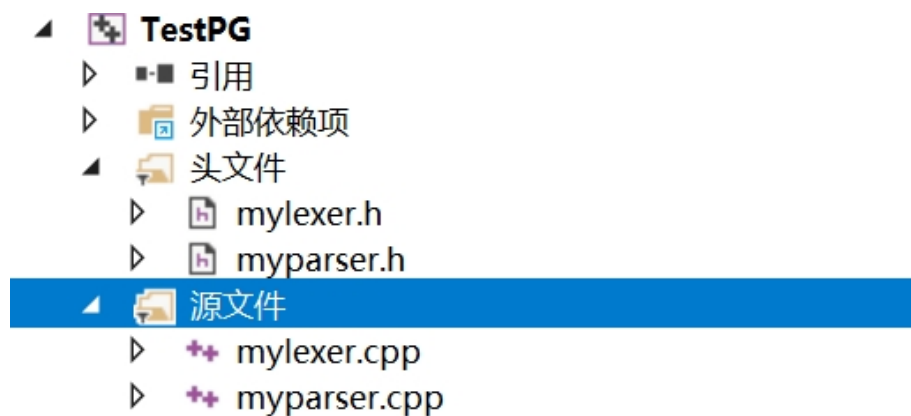 TestPG
引用
外部依赖项
头文件
mylexer.h
myparser.h
源文件
mylexer.cpp
myparser.cpp